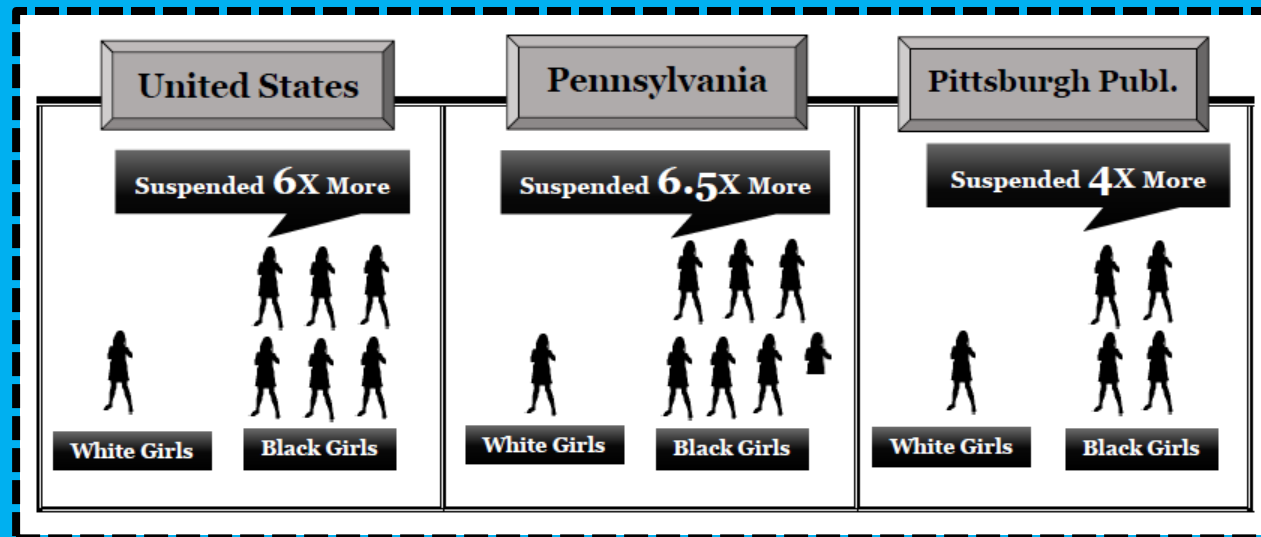 United States
Pennsylvania
Pittsburgh Publ.
Suspended 6X More
Suspended 6.5X More
Suspended 4X More
White Girls
Black Girls
White Girls
Black Girls
White Girls
Black Girls